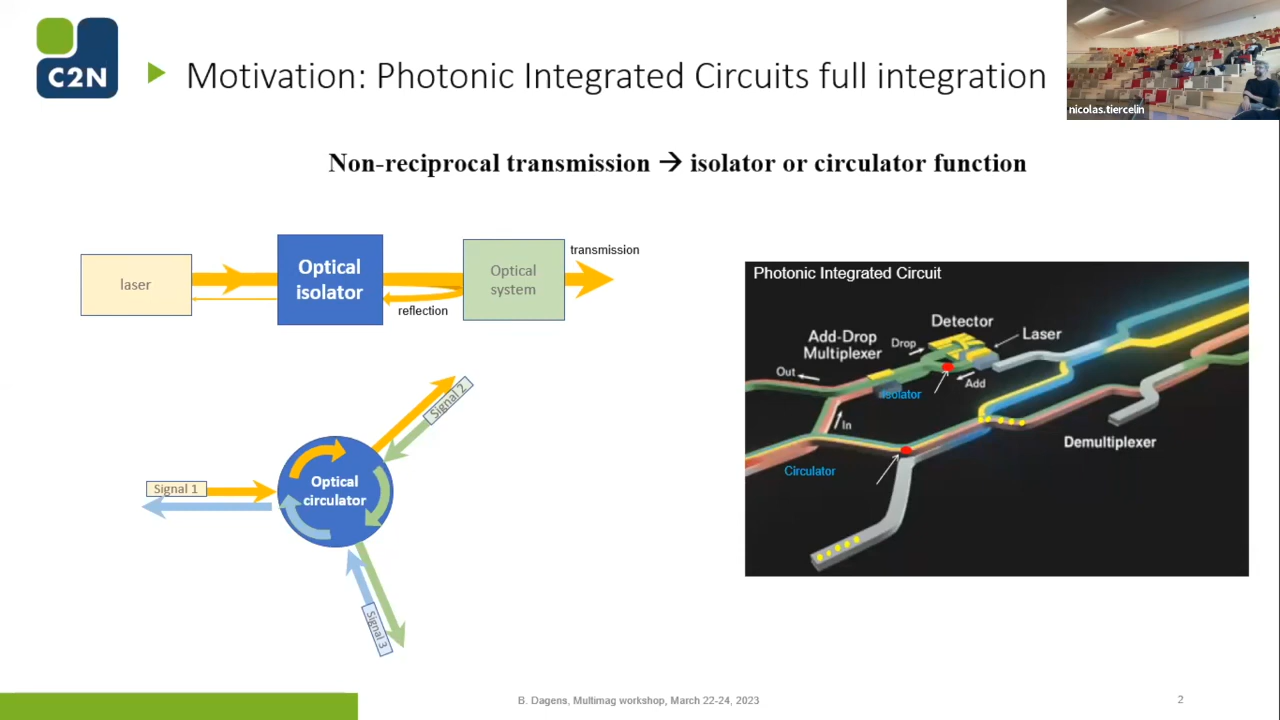 C2N
Motivation: Photonic Integrated Circuits full integration
nicolas.tiercelin
Non-reciprocal transmission → isolator or circulator function
laser
Optical
isolator
reflection
Optical
system
transmission
Signal 1
Optical
circulator
Signal 2
Signal 3
Photonic Integrated Circuit
Detector
Laser
Add-Drop
Multiplexer
Drop
Out
Add
Isolator
In
Demultiplexer
Circulator
B. Dagens, Multimag workshop, March 22-24, 2023
2